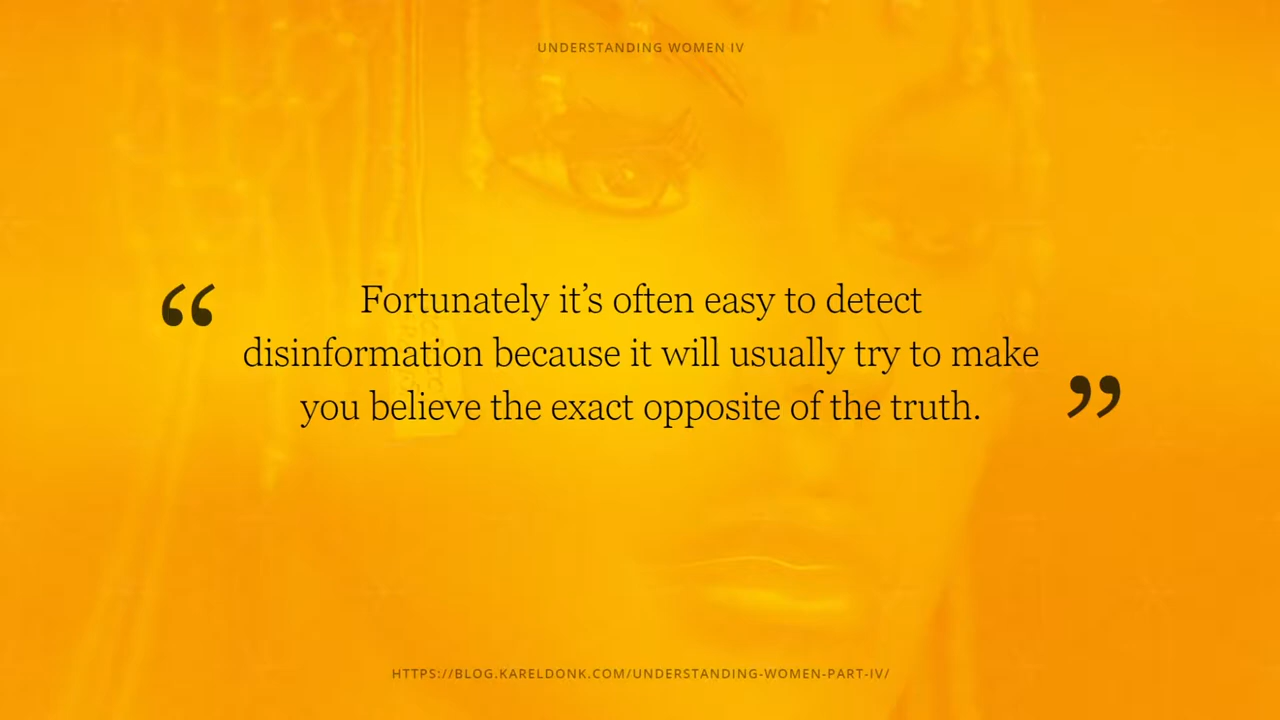 UNDERSTANDING WOMEN IV
“ Fortunately it’s often easy to detect
disinformation because it will usually try to make
you believe the exact opposite of the truth. ”
HTTPS://BLOG.KARELDONK.COM/UNDERSTANDING-WOMEN-PART-IV/